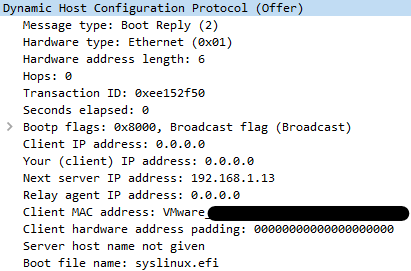 Dynamic Host Configuration Protocol (Offer)
Message type: Boot Reply (2)
Hardware type: Ethernet (0x01)
Hardware address length: 6
Hops: 0
Transaction ID: 0xee152f50
Seconds elapsed: 0
Bootp flags: 0x8000, Broadcast flag (Broadcast)
Client IP address: 0.0.0.0
Your (client) IP address: 0.0.0.0
Next server IP address: 192.168.1.13
Relay agent IP address: 0.0.0.0
Client MAC address: VMware_
Client hardware address padding: 00000000000000000000
Server host name not given
Boot file name: syslinux.efi